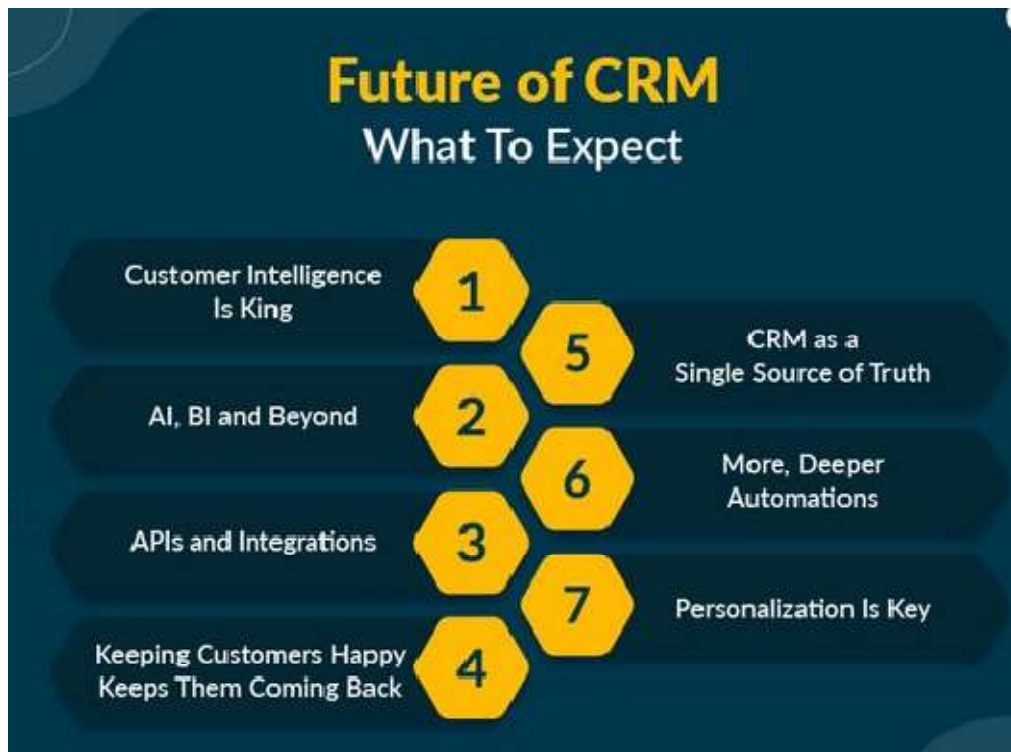 Future of CRM
What To Expect
Customer Intelligence
Is King
1
AI, BI and Beyond
2
APIs and Integrations
3
Keeping Customers Happy
Keeps Them Coming Back
4
5
CRM as a
Single Source of Truth
6
More, Deeper
Automations
7
Personalization Is Key